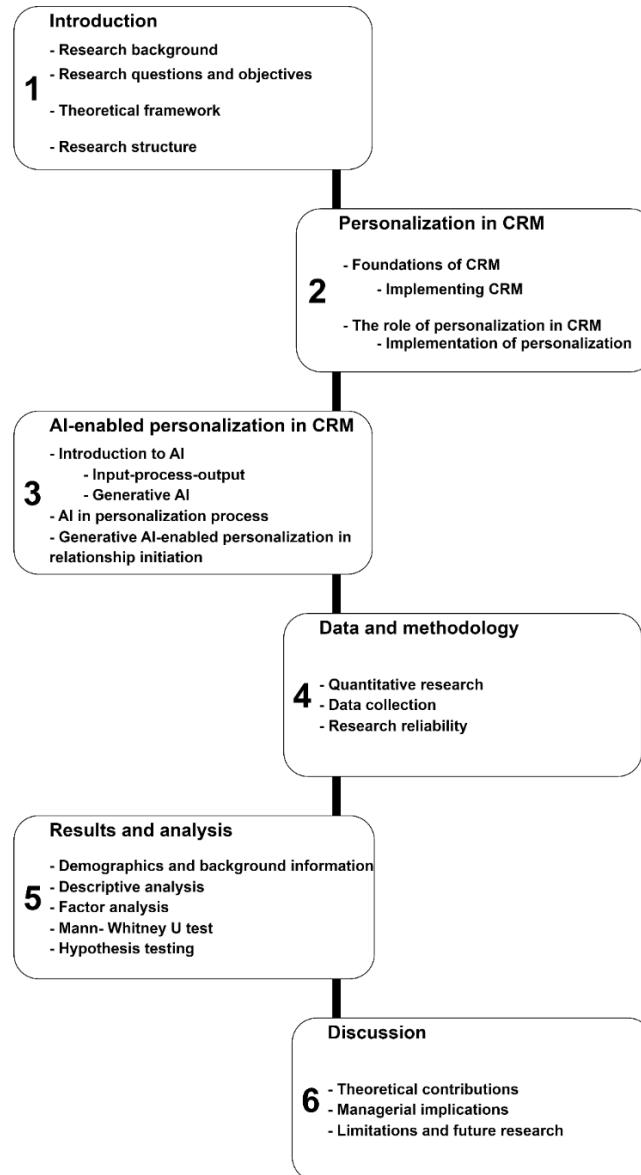 Introduction
- Research background
- Research questions and objectives
1
- Theoretical framework
- Research structure
Personalization in CRM
- Foundations of CRM
2
- Implementing CRM
- The role of personalization in CRM
- Implementation of personalization
AI-enabled personalization in CRM
- Introduction to AI
- Input-process-output
3
- Generative AI
- AI in personalization process
- Generative AI-enabled personalization in
relationship initiation
Data and methodology
4
- Quantitative research
- Data collection
- Research reliability
Results and analysis
- Demographics and background information
- Descriptive analysis
5
- Factor analysis
- Mann- Whitney U test
- Hypothesis testing
Discussion
- Theoretical contributions
6
- Managerial implications
- Limitations and future research